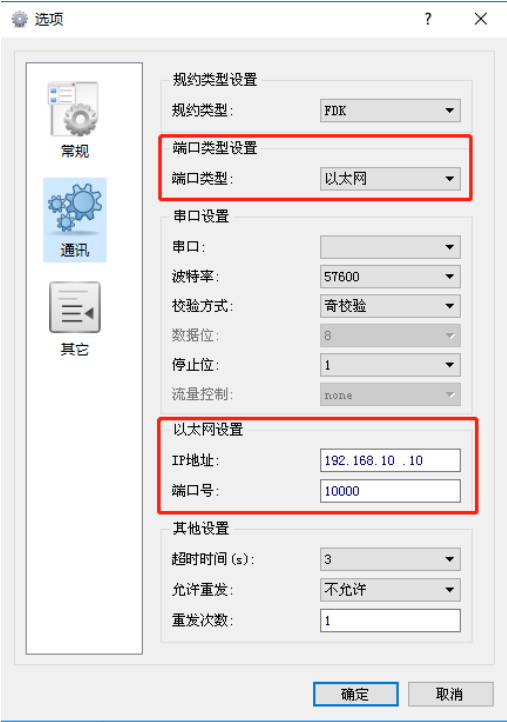 选项
?
常规
通讯
其它
规约类型设置
规约类型: FDK
端口类型设置
端口类型: 以太网
串口设置
串口:
波特率: 57600
校验方式: 奇校验
数据位: 8
停止位: 1
流量控制: none
以太网设置
IP地址: 192.168.10 .10
端口号: 10000
其他设置
超时时间(s): 3
允许重发: 不允许
重发次数: 1
确定 取消